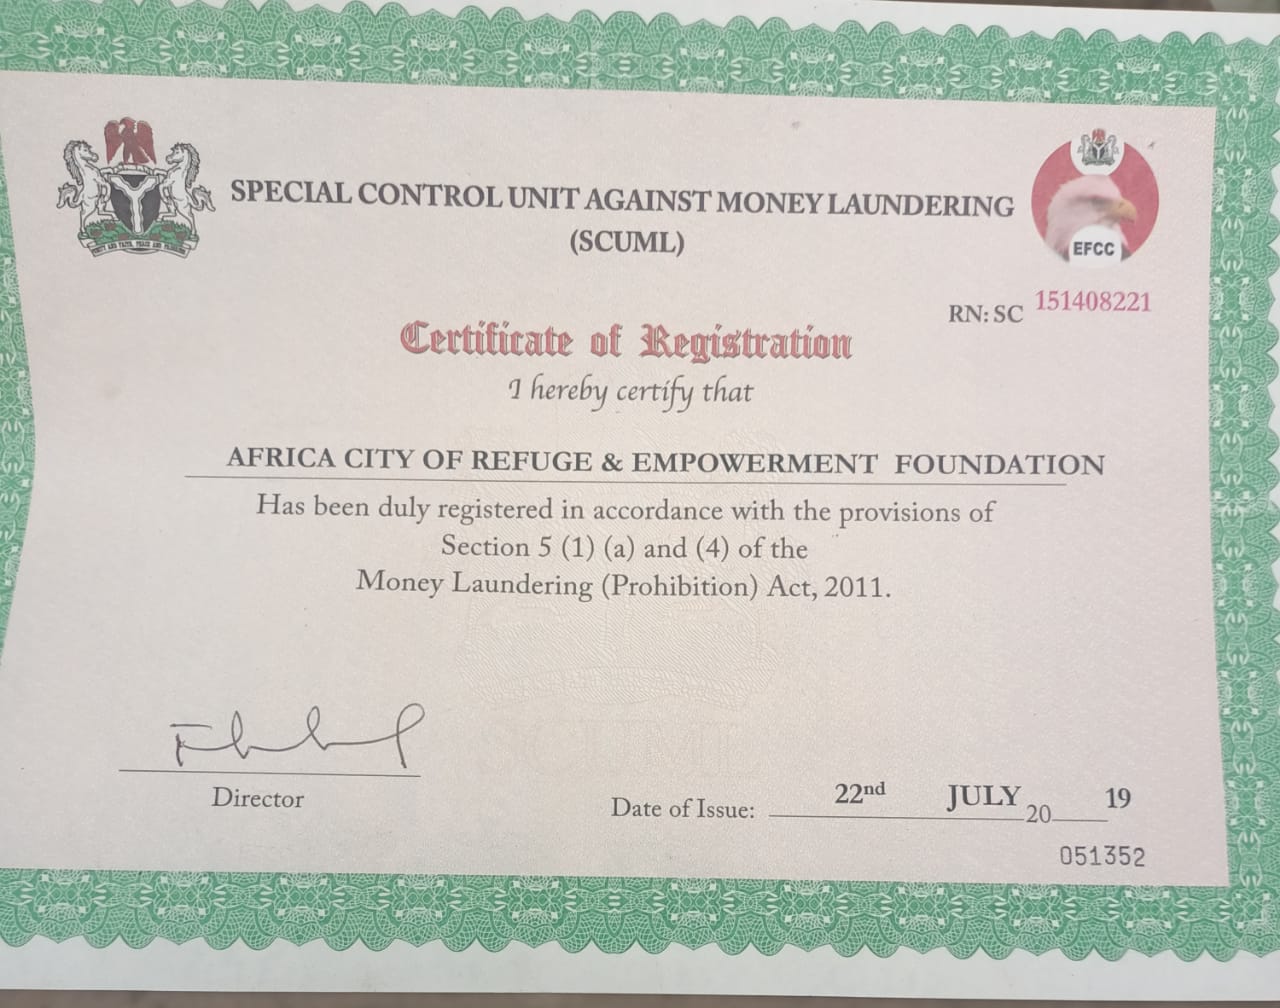 SPECIAL CONTROL UNIT AGAINST MONEY LAUNDERING
(SCUML)
EFCC
RN: SC 151408221
Certificate of Registration
I hereby certify that
AFRICA CITY OF REFUGE & EMPOWERMENT FOUNDATION
Has been duly registered in accordance with the provisions of
Section 5 (1) (a) and (4) of the
Money Laundering (Prohibition) Act, 2011.
SCUML
Director
Date of Issue: 22nd JULY 20 19
051352